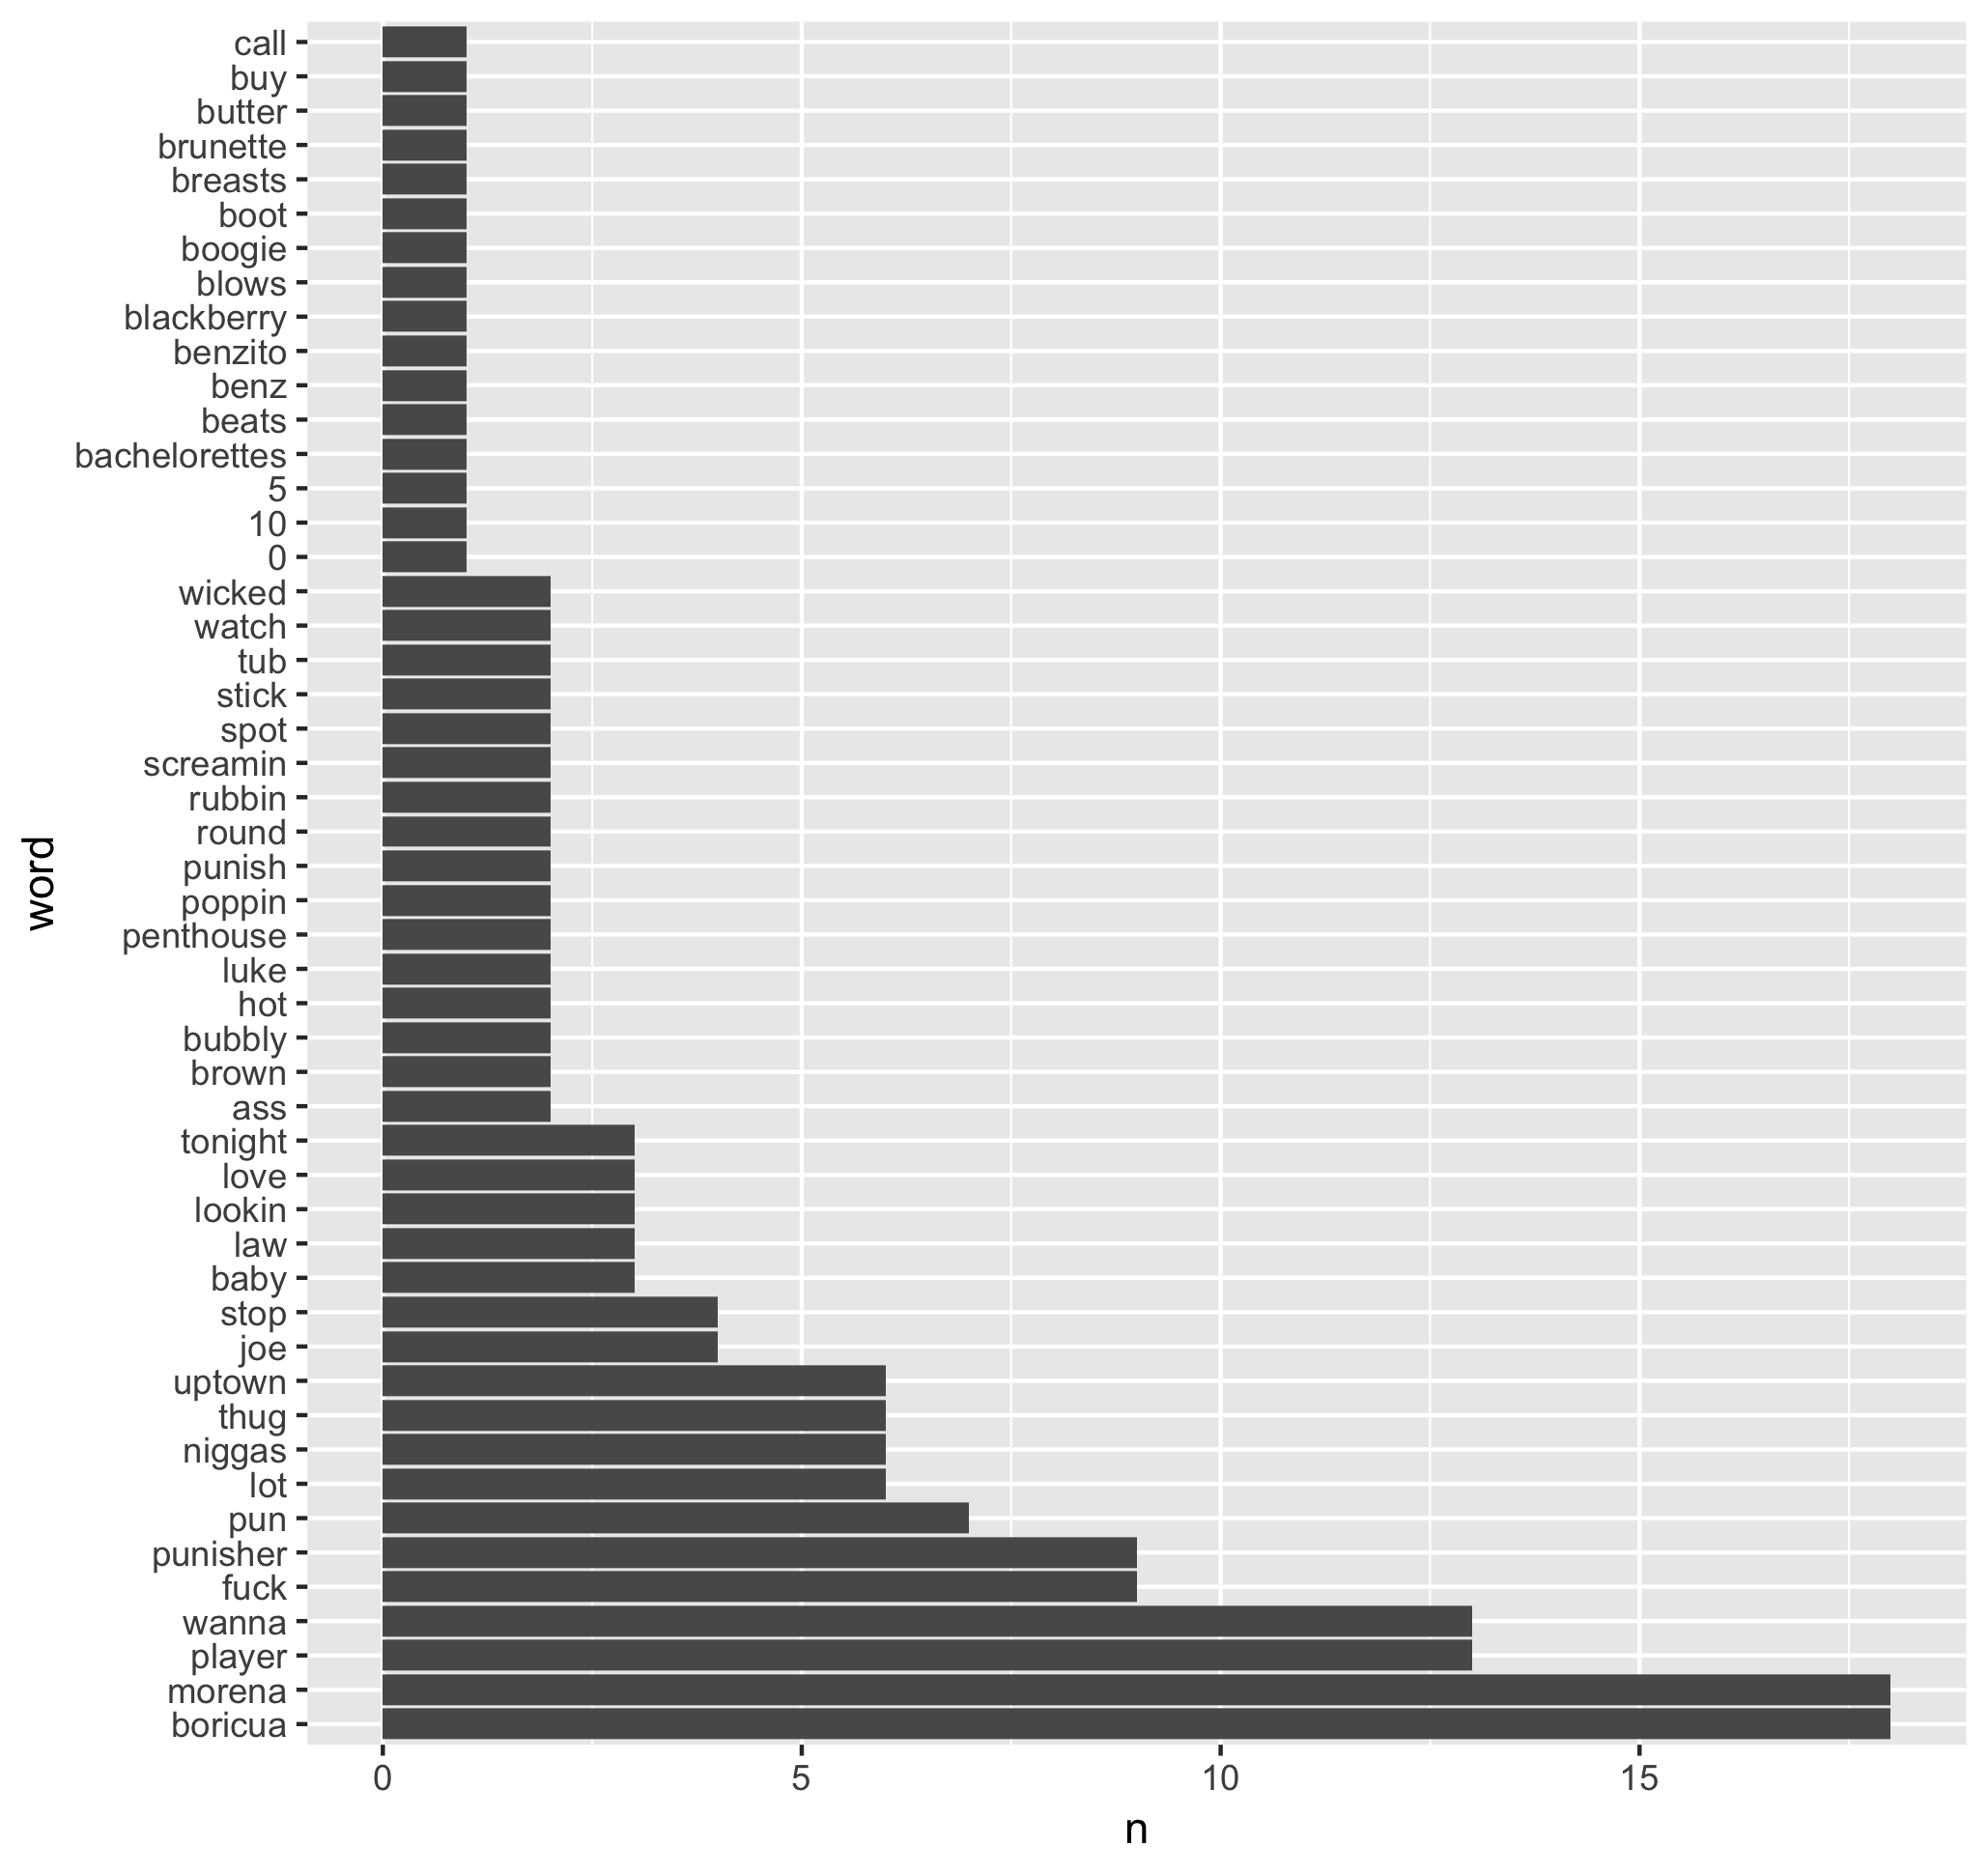 call
buy
butter
brunette
breasts
boot
boogie
blows
blackberry
benzito
benz
beats
bachelorettes
5
10
0
wicked
watch
tub
stick
spot
screamin
rubbin
round
punish
poppin
penthouse
luke
hot
bubbly
brown
ass
tonight
love
lookin
law
baby
stop
joe
uptown
thug
niggas
lot
pun
punisher
fuck
wanna
player
morena
boricua
word
0 5 10 15
n